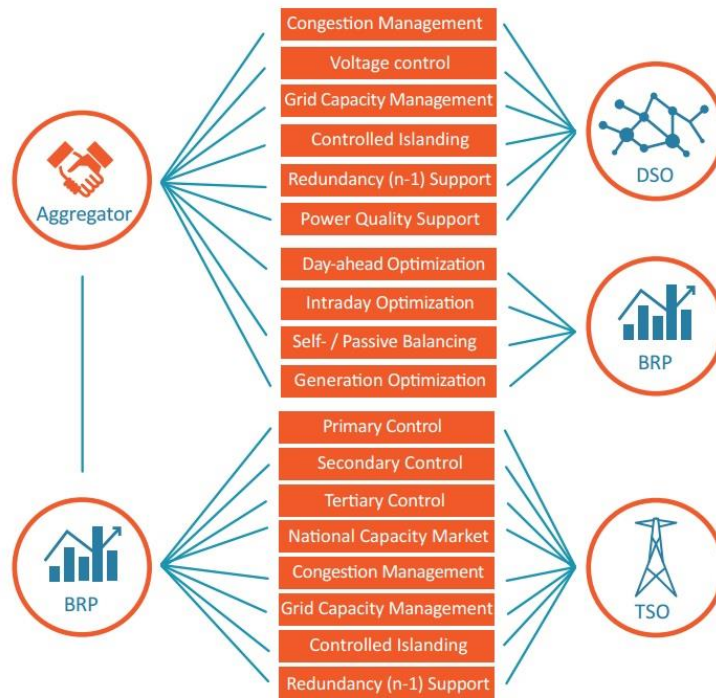 Congestion Management
Voltage control
Grid Capacity Management
Controlled Islanding
Redundancy (n-1) Support
Power Quality Support
Aggregator
DSO
Day-ahead Optimization
Intraday Optimization
Self- / Passive Balancing
Generation Optimization
BRP
Primary Control
Secondary Control
Tertiary Control
National Capacity Market
Congestion Management
Grid Capacity Management
Controlled Islanding
Redundancy (n-1) Support
BRP
TSO